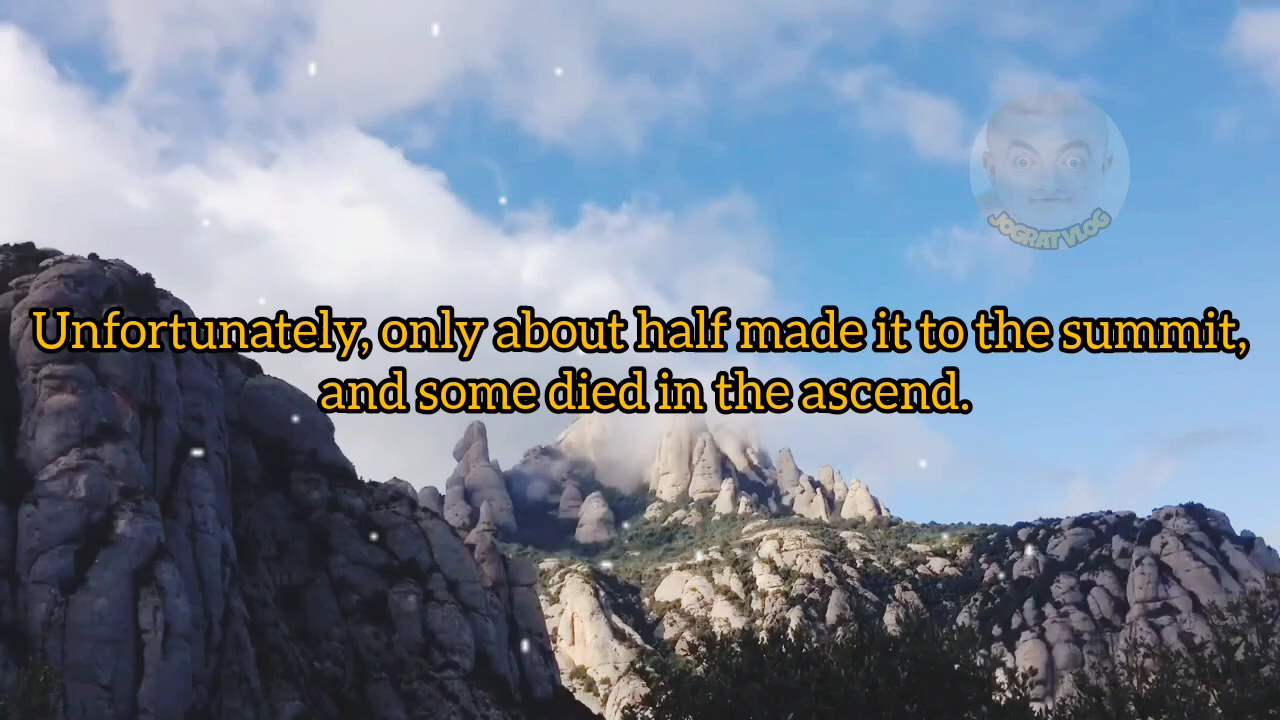 JOGRAT VLOG
Unfortunately, only about half made it to the summit,
and some died in the ascend.